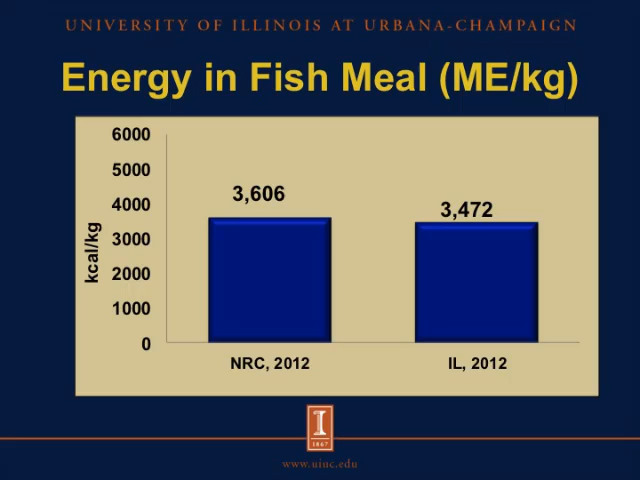 UNIVERSITY OF ILLINOIS AT URBANA-CHAMPAIGN
Energy in Fish Meal (ME/kg)
6000
5000
4000
3000
2000
1000
0
kcal/kg
3,606
3,472
NRC, 2012
IL, 2012
I
1867
www.uiuc.edu